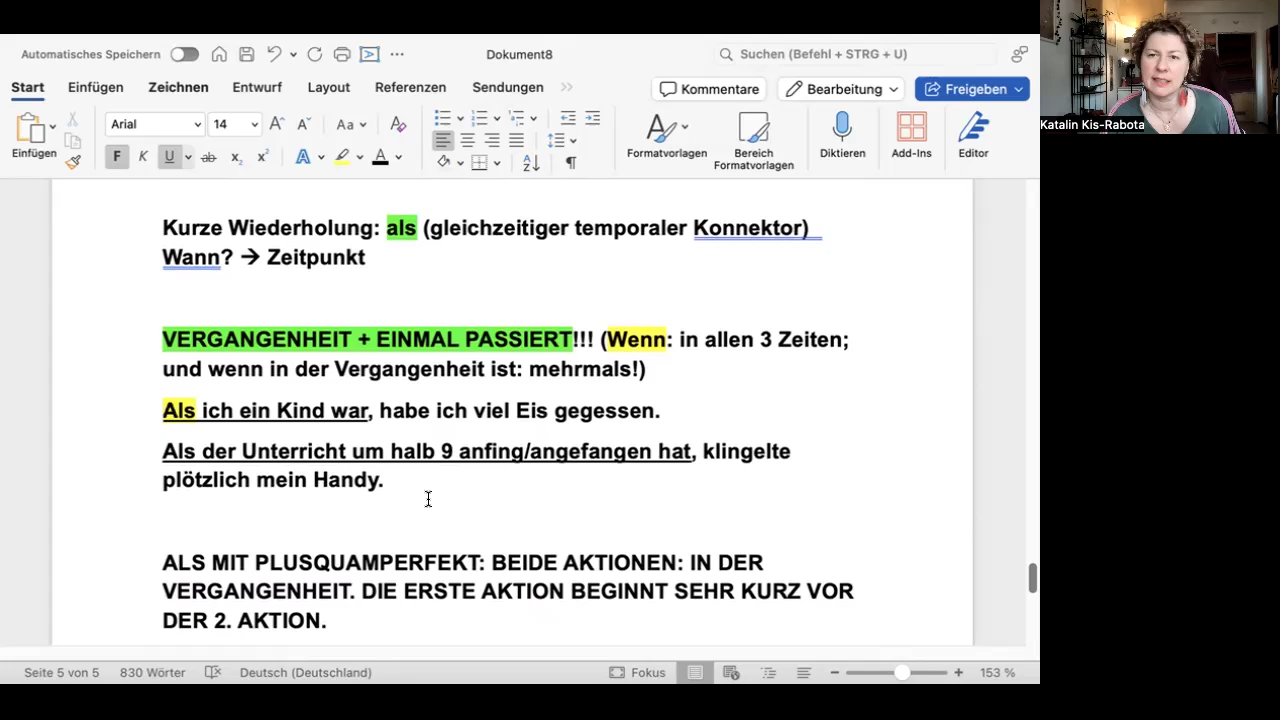 Automatisches Speichern
Dokument8
Suchen (Befehl + STRG + U)
Start
Einfügen
Zeichnen
Entwurf
Layout
Referenzen
Sendungen
Kommentare
Bearbeitung
Freigeben
Einfügen
Arial
14
Aa
F K U ab x₂ x²
A A
Formatvorlagen
Bereich
Formatvorlagen
Diktieren
Add-Ins
Editor
Katalin Kis-Rabota
Kurze Wiederholung: als (gleichzeitiger temporaler Konnektor)
Wann? → Zeitpunkt
VERGANGENHEIT + EINMAL PASSIERT!!! (Wenn: in allen 3 Zeiten;
und wenn in der Vergangenheit ist: mehrmals!)
Als ich ein Kind war, habe ich viel Eis gegessen.
Als der Unterricht um halb 9 anfing/angefangen hat, klingelte
plötzlich mein Handy.
ALS MIT PLUSQUAMPERFEKT: BEIDE AKTIONEN: IN DER
VERGANGENHEIT. DIE ERSTE AKTION BEGINNT SEHR KURZ VOR
DER 2. AKTION.
Seite 5 von 5
830 Wörter
Deutsch (Deutschland)
Fokus
153 %